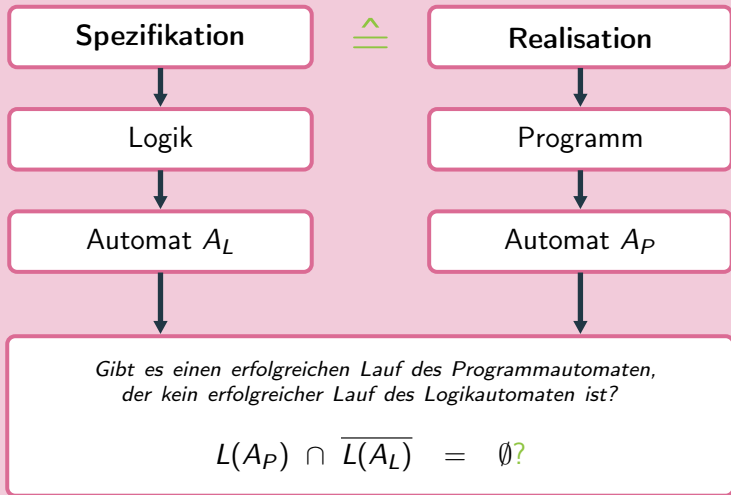 Spezifikation ≙ Realisation
Logik Programm
Automat A_L Automat A_P
Gibt es einen erfolgreichen Lauf des Programmautomaten,
der kein erfolgreicher Lauf des Logikautomaten ist?
L(A_P) ∩ \overline{L(A_L)} = ∅?